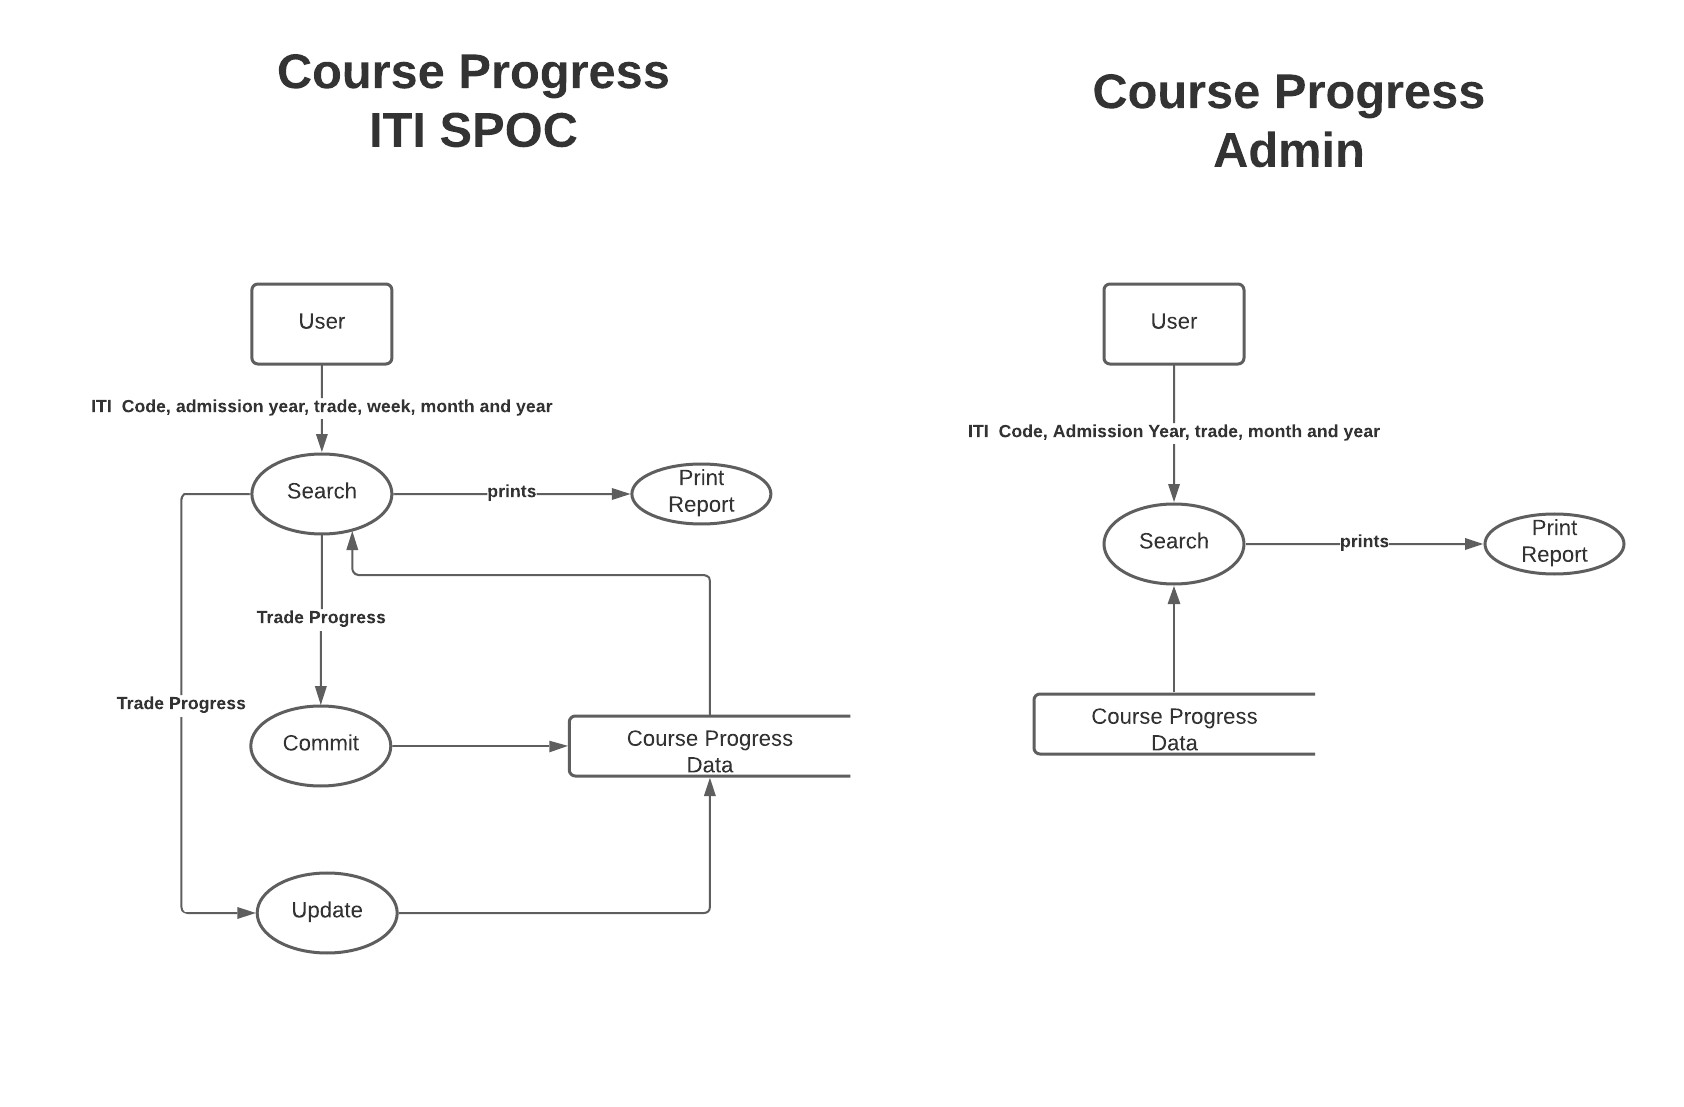 Course Progress
ITI SPOC
User
ITI  Code, admission year, trade, week, month and year
Search
prints
Print
Report
Trade Progress
Trade Progress
Commit
Course Progress
Data
Update
Course Progress
Admin
User
ITI  Code, Admission Year, trade, month and year
Search
prints
Print
Report
Course Progress
Data